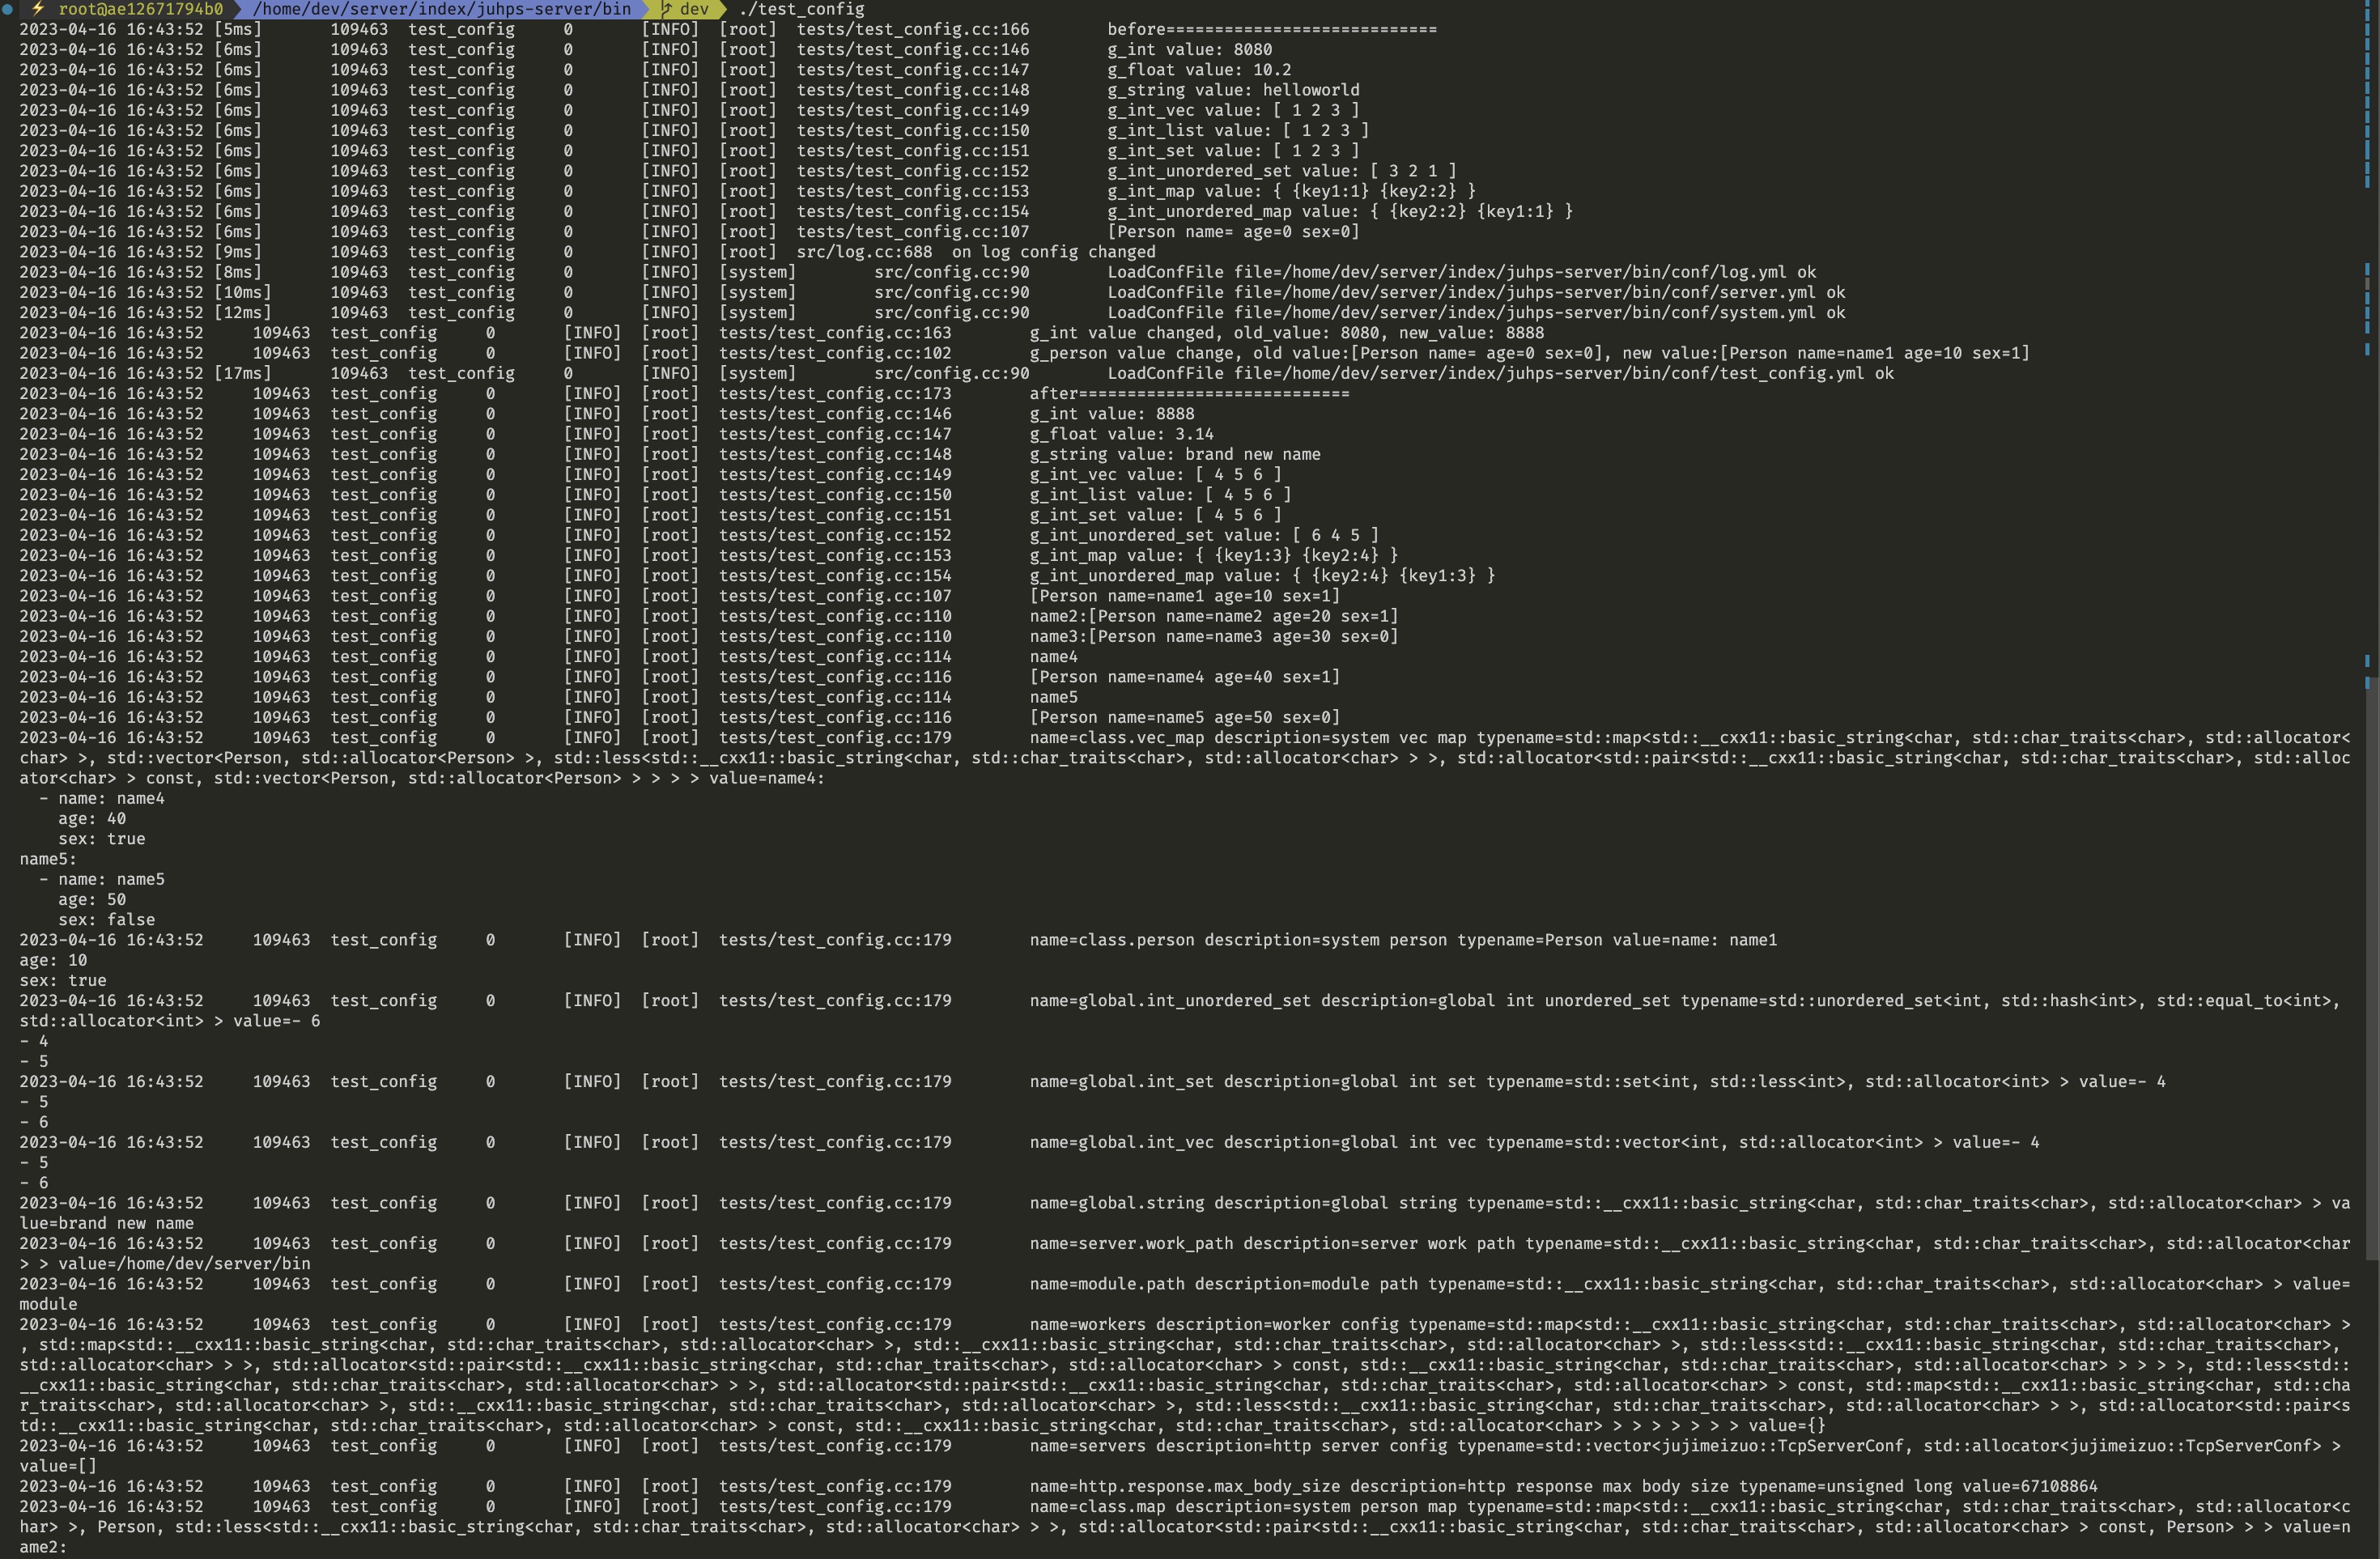 ⚡ root@ae12671794b0 /home/dev/server/index/juhps-server/bin dev ./test_config
2023-04-16 16:43:52 [5ms] 109463 test_config 0 [INFO] [root] tests/test_config.cc:166 before============================
2023-04-16 16:43:52 [6ms] 109463 test_config 0 [INFO] [root] tests/test_config.cc:146 g_int value: 8080
2023-04-16 16:43:52 [6ms] 109463 test_config 0 [INFO] [root] tests/test_config.cc:147 g_float value: 10.2
2023-04-16 16:43:52 [6ms] 109463 test_config 0 [INFO] [root] tests/test_config.cc:148 g_string value: helloworld
2023-04-16 16:43:52 [6ms] 109463 test_config 0 [INFO] [root] tests/test_config.cc:149 g_int_vec value: [ 1 2 3 ]
2023-04-16 16:43:52 [6ms] 109463 test_config 0 [INFO] [root] tests/test_config.cc:150 g_int_list value: [ 1 2 3 ]
2023-04-16 16:43:52 [6ms] 109463 test_config 0 [INFO] [root] tests/test_config.cc:151 g_int_set value: [ 1 2 3 ]
2023-04-16 16:43:52 [6ms] 109463 test_config 0 [INFO] [root] tests/test_config.cc:152 g_int_unordered_set value: [ 3 2 1 ]
2023-04-16 16:43:52 [6ms] 109463 test_config 0 [INFO] [root] tests/test_config.cc:153 g_int_map value: { {key1:1} {key2:2} }
2023-04-16 16:43:52 [6ms] 109463 test_config 0 [INFO] [root] tests/test_config.cc:154 g_int_unordered_map value: { {key2:2} {key1:1} }
2023-04-16 16:43:52 [6ms] 109463 test_config 0 [INFO] [root] tests/test_config.cc:107 [Person name= age=0 sex=0]
2023-04-16 16:43:52 [9ms] 109463 test_config 0 [INFO] [root] src/log.cc:688 on log config changed
2023-04-16 16:43:52 [8ms] 109463 test_config 0 [INFO] [system] src/config.cc:90 LoadConfFile file=/home/dev/server/index/juhps-server/bin/conf/log.yml ok
2023-04-16 16:43:52 [10ms] 109463 test_config 0 [INFO] [system] src/config.cc:90 LoadConfFile file=/home/dev/server/index/juhps-server/bin/conf/server.yml ok
2023-04-16 16:43:52 [12ms] 109463 test_config 0 [INFO] [system] src/config.cc:90 LoadConfFile file=/home/dev/server/index/juhps-server/bin/conf/system.yml ok
2023-04-16 16:43:52 109463 test_config 0 [INFO] [root] tests/test_config.cc:163 g_int value changed, old_value: 8080, new_value: 8888
2023-04-16 16:43:52 109463 test_config 0 [INFO] [root] tests/test_config.cc:102 g_person value change, old value:[Person name= age=0 sex=0], new value:[Person name=name1 age=10 sex=1]
2023-04-16 16:43:52 [17ms] 109463 test_config 0 [INFO] [system] src/config.cc:90 LoadConfFile file=/home/dev/server/index/juhps-server/bin/conf/test_config.yml ok
2023-04-16 16:43:52 109463 test_config 0 [INFO] [root] tests/test_config.cc:173 after============================
2023-04-16 16:43:52 109463 test_config 0 [INFO] [root] tests/test_config.cc:146 g_int value: 8888
2023-04-16 16:43:52 109463 test_config 0 [INFO] [root] tests/test_config.cc:147 g_float value: 3.14
2023-04-16 16:43:52 109463 test_config 0 [INFO] [root] tests/test_config.cc:148 g_string value: brand new name
2023-04-16 16:43:52 109463 test_config 0 [INFO] [root] tests/test_config.cc:149 g_int_vec value: [ 4 5 6 ]
2023-04-16 16:43:52 109463 test_config 0 [INFO] [root] tests/test_config.cc:150 g_int_list value: [ 4 5 6 ]
2023-04-16 16:43:52 109463 test_config 0 [INFO] [root] tests/test_config.cc:151 g_int_set value: [ 4 5 6 ]
2023-04-16 16:43:52 109463 test_config 0 [INFO] [root] tests/test_config.cc:152 g_int_unordered_set value: [ 6 4 5 ]
2023-04-16 16:43:52 109463 test_config 0 [INFO] [root] tests/test_config.cc:153 g_int_map value: { {key1:3} {key2:4} }
2023-04-16 16:43:52 109463 test_config 0 [INFO] [root] tests/test_config.cc:154 g_int_unordered_map value: { {key2:4} {key1:3} }
2023-04-16 16:43:52 109463 test_config 0 [INFO] [root] tests/test_config.cc:107 [Person name=name1 age=10 sex=1]
2023-04-16 16:43:52 109463 test_config 0 [INFO] [root] tests/test_config.cc:110 name2:[Person name=name2 age=20 sex=1]
2023-04-16 16:43:52 109463 test_config 0 [INFO] [root] tests/test_config.cc:110 name3:[Person name=name3 age=30 sex=0]
2023-04-16 16:43:52 109463 test_config 0 [INFO] [root] tests/test_config.cc:114 name4
2023-04-16 16:43:52 109463 test_config 0 [INFO] [root] tests/test_config.cc:116 [Person name=name4 age=40 sex=1]
2023-04-16 16:43:52 109463 test_config 0 [INFO] [root] tests/test_config.cc:114 name5
2023-04-16 16:43:52 109463 test_config 0 [INFO] [root] tests/test_config.cc:116 [Person name=name5 age=50 sex=0]
2023-04-16 16:43:52 109463 test_config 0 [INFO] [root] tests/test_config.cc:179 name=class.vec_map description=system vec map typename=std::map<std::__cxx11::basic_string<char, std::char_traits<char>, std::allocator<
char> >, std::vector<Person, std::allocator<Person> >, std::less<std::__cxx11::basic_string<char, std::char_traits<char>, std::allocator<char> > >, std::allocator<std::pair<std::__cxx11::basic_string<char, std::char_traits<char>, std::alloc
ator<char> > const, std::vector<Person, std::allocator<Person> > > > > value=name4:
  - name: name4
    age: 40
    sex: true
name5:
  - name: name5
    age: 50
    sex: false
2023-04-16 16:43:52 109463 test_config 0 [INFO] [root] tests/test_config.cc:179 name=class.person description=system person typename=Person value=name: name1
age: 10
sex: true
2023-04-16 16:43:52 109463 test_config 0 [INFO] [root] tests/test_config.cc:179 name=global.int_unordered_set description=global int unordered_set typename=std::unordered_set<int, std::hash<int>, std::equal_to<int>,
std::allocator<int> > value=- 6
- 4
- 5
2023-04-16 16:43:52 109463 test_config 0 [INFO] [root] tests/test_config.cc:179 name=global.int_set description=global int set typename=std::set<int, std::less<int>, std::allocator<int> > value=- 4
- 5
- 6
2023-04-16 16:43:52 109463 test_config 0 [INFO] [root] tests/test_config.cc:179 name=global.int_vec description=global int vec typename=std::vector<int, std::allocator<int> > value=- 4
- 5
- 6
2023-04-16 16:43:52 109463 test_config 0 [INFO] [root] tests/test_config.cc:179 name=global.string description=global string typename=std::__cxx11::basic_string<char, std::char_traits<char>, std::allocator<char> > va
lue=brand new name
2023-04-16 16:43:52 109463 test_config 0 [INFO] [root] tests/test_config.cc:179 name=server.work_path description=server work path typename=std::__cxx11::basic_string<char, std::char_traits<char>, std::allocator<char
> > value=/home/dev/server/bin
2023-04-16 16:43:52 109463 test_config 0 [INFO] [root] tests/test_config.cc:179 name=module.path description=module path typename=std::__cxx11::basic_string<char, std::char_traits<char>, std::allocator<char> > value=
module
2023-04-16 16:43:52 109463 test_config 0 [INFO] [root] tests/test_config.cc:179 name=workers description=worker config typename=std::map<std::__cxx11::basic_string<char, std::char_traits<char>, std::allocator<char> >
, std::map<std::__cxx11::basic_string<char, std::char_traits<char>, std::allocator<char> >, std::__cxx11::basic_string<char, std::char_traits<char>, std::allocator<char> >, std::less<std::__cxx11::basic_string<char, std::char_traits<char>,
std::allocator<char> > >, std::allocator<std::pair<std::__cxx11::basic_string<char, std::char_traits<char>, std::allocator<char> > const, std::__cxx11::basic_string<char, std::char_traits<char>, std::allocator<char> > > > >, std::less<std::
__cxx11::basic_string<char, std::char_traits<char>, std::allocator<char> > >, std::allocator<std::pair<std::__cxx11::basic_string<char, std::char_traits<char>, std::allocator<char> > const, std::map<std::__cxx11::basic_string<char, std::cha
r_traits<char>, std::allocator<char> >, std::__cxx11::basic_string<char, std::char_traits<char>, std::allocator<char> >, std::less<std::__cxx11::basic_string<char, std::char_traits<char>, std::allocator<char> > >, std::allocator<std::pair<s
td::__cxx11::basic_string<char, std::char_traits<char>, std::allocator<char> > const, std::__cxx11::basic_string<char, std::char_traits<char>, std::allocator<char> > > > > > > > value={}
2023-04-16 16:43:52 109463 test_config 0 [INFO] [root] tests/test_config.cc:179 name=servers description=http server config typename=std::vector<jujimeizuo::TcpServerConf, std::allocator<jujimeizuo::TcpServerConf> >
value=[]
2023-04-16 16:43:52 109463 test_config 0 [INFO] [root] tests/test_config.cc:179 name=http.response.max_body_size description=http response max body size typename=unsigned long value=67108864
2023-04-16 16:43:52 109463 test_config 0 [INFO] [root] tests/test_config.cc:179 name=class.map description=system person map typename=std::map<std::__cxx11::basic_string<char, std::char_traits<char>, std::allocator<c
har> >, Person, std::less<std::__cxx11::basic_string<char, std::char_traits<char>, std::allocator<char> > >, std::allocator<std::pair<std::__cxx11::basic_string<char, std::char_traits<char>, std::allocator<char> > const, Person> > > value=n
ame2: